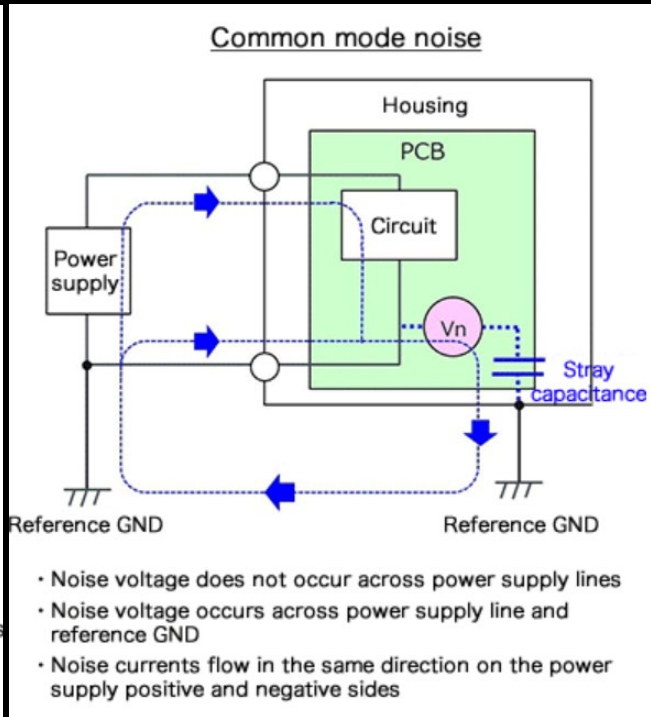 Common mode noise
Housing
PCB
Circuit
Power
supply
Vn
Stray
capacitance
Reference GND
Reference GND
・Noise voltage does not occur across power supply lines
・Noise voltage occurs across power supply line and
reference GND
・Noise currents flow in the same direction on the power
supply positive and negative sides